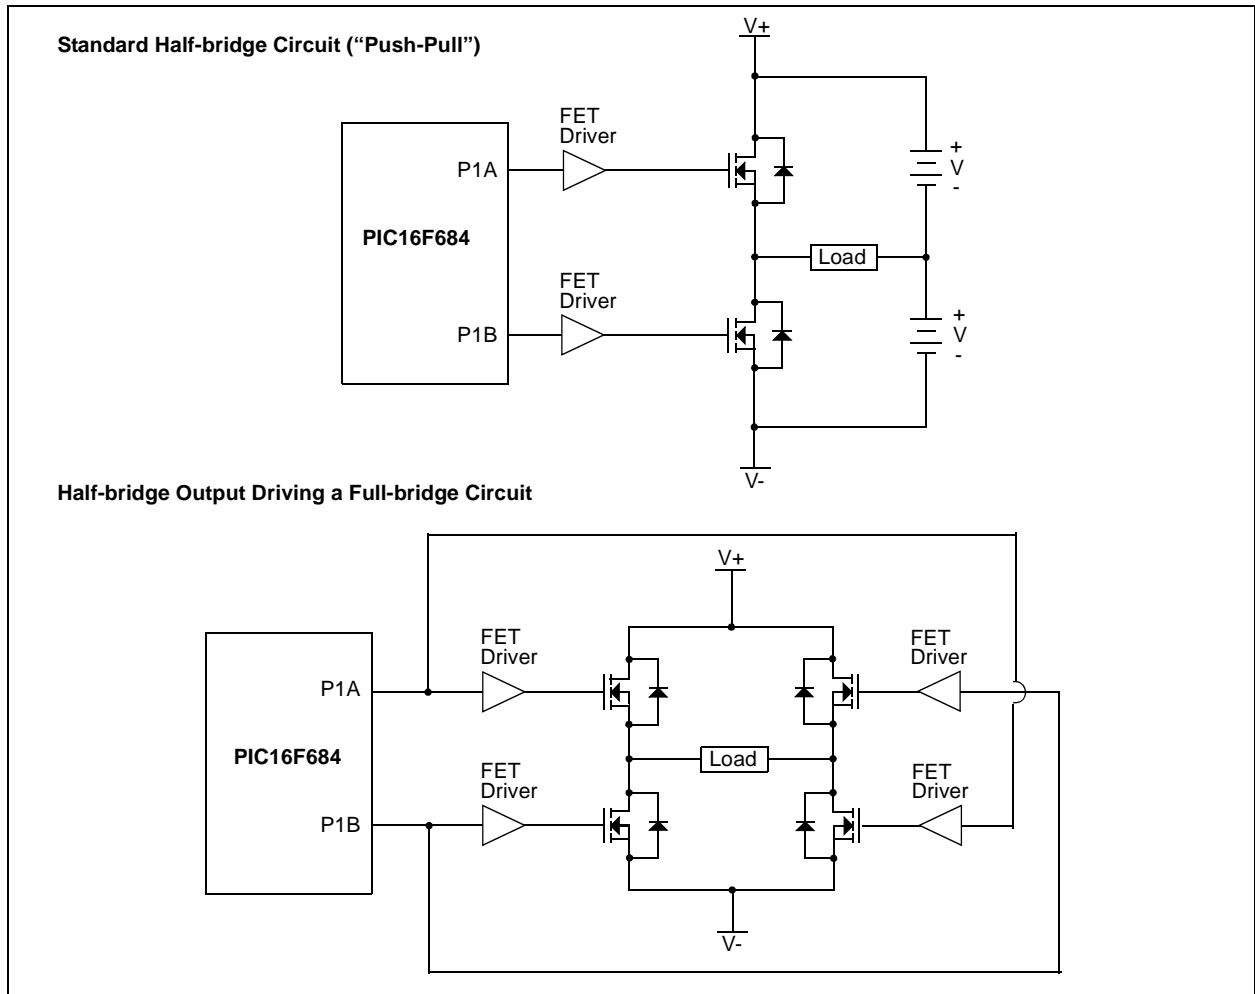 Standard Half-bridge Circuit (“Push-Pull”)
V+
FET
Driver
P1A
+
V
-
PIC16F684
Load
FET
Driver
P1B
+
V
-
V-
Half-bridge Output Driving a Full-bridge Circuit
V+
FET
Driver
FET
Driver
P1A
PIC16F684
Load
FET
Driver
FET
Driver
P1B
V-